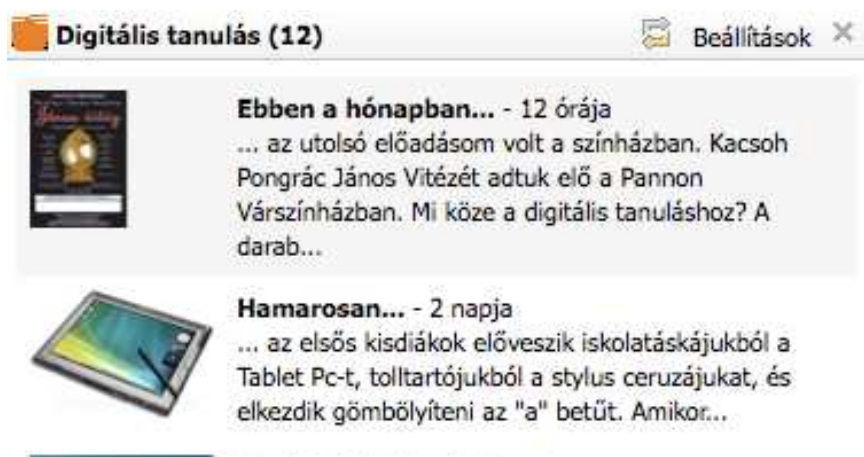 Digitális tanulás (12)
Beállítások
Ebben a hónapban... - 12 órája
... az utolsó előadásom volt a színházban. Kacsoh
Pongrác János Vitézét adtuk elő a Pannon
Várszínházban. Mi köze a digitális tanuláshoz? A
darab...
Hamarosan... - 2 napja
... az elsős kisdiákok előveszik iskolatáskájukból a
Tablet Pc-t, tolltartójukból a stylus ceruzájukat, és
elkezdik gömbölyíteni az "a" betűt. Amikor...